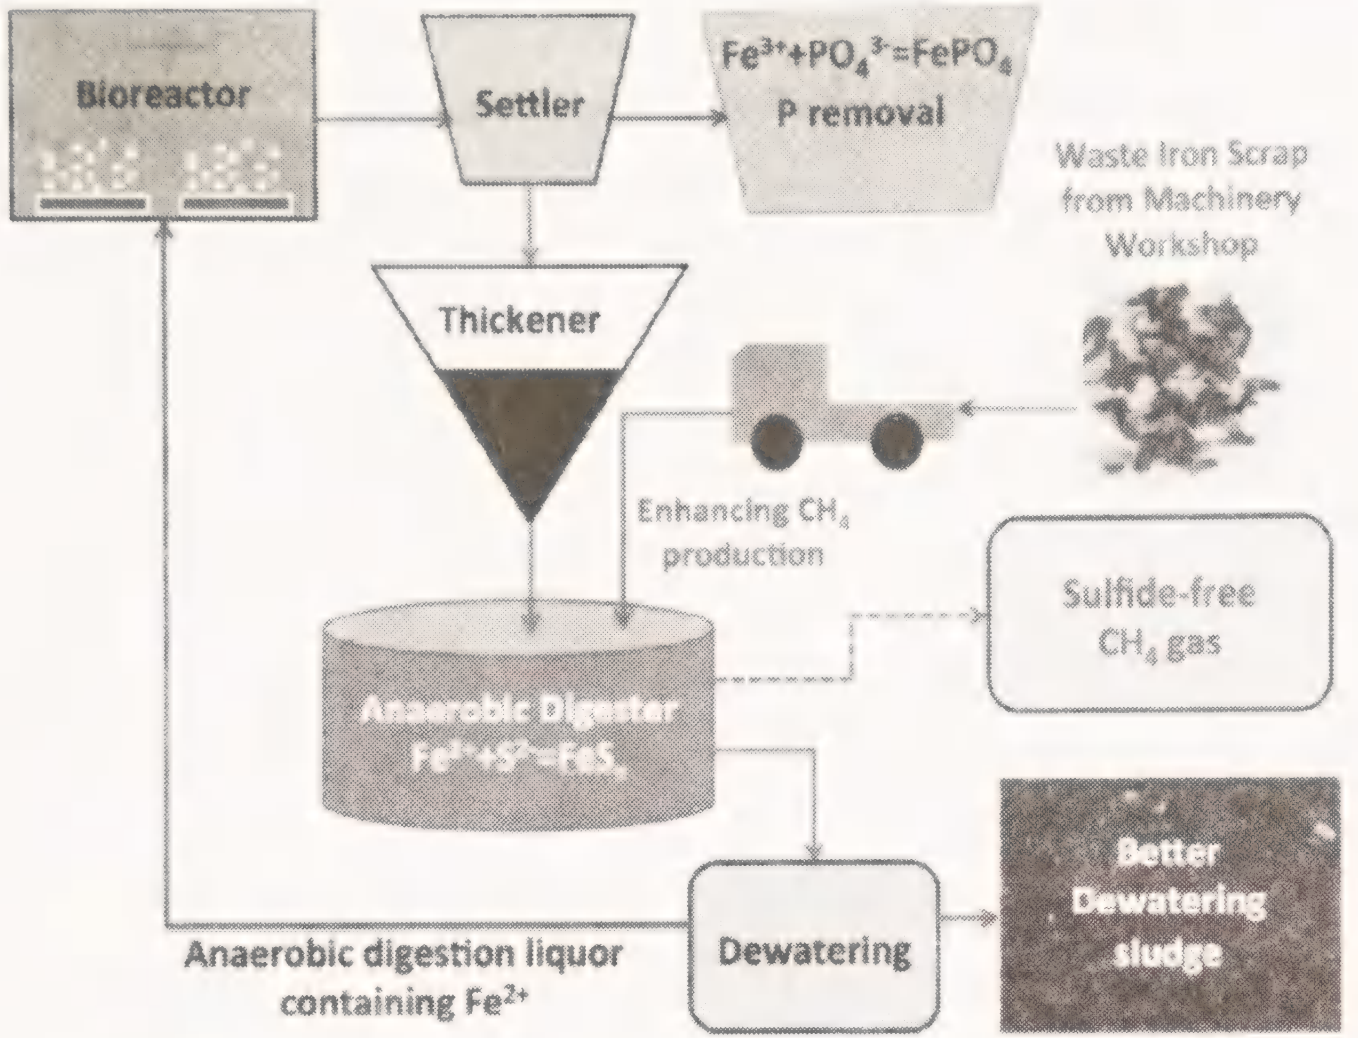 Bioreactor
Settler
Fe³⁺+PO₄³⁻=FePO₄
P removal
Waste Iron Scrap
from Machinery
Workshop
Thickener
Enhancing CH₄
production
Sulfide-free
CH₄ gas
Anaerobic Digester
Fe²⁺+S²⁻=FeSₓ
Better
Dewatering
sludge
Dewatering
Anaerobic digestion liquor
containing Fe²⁺